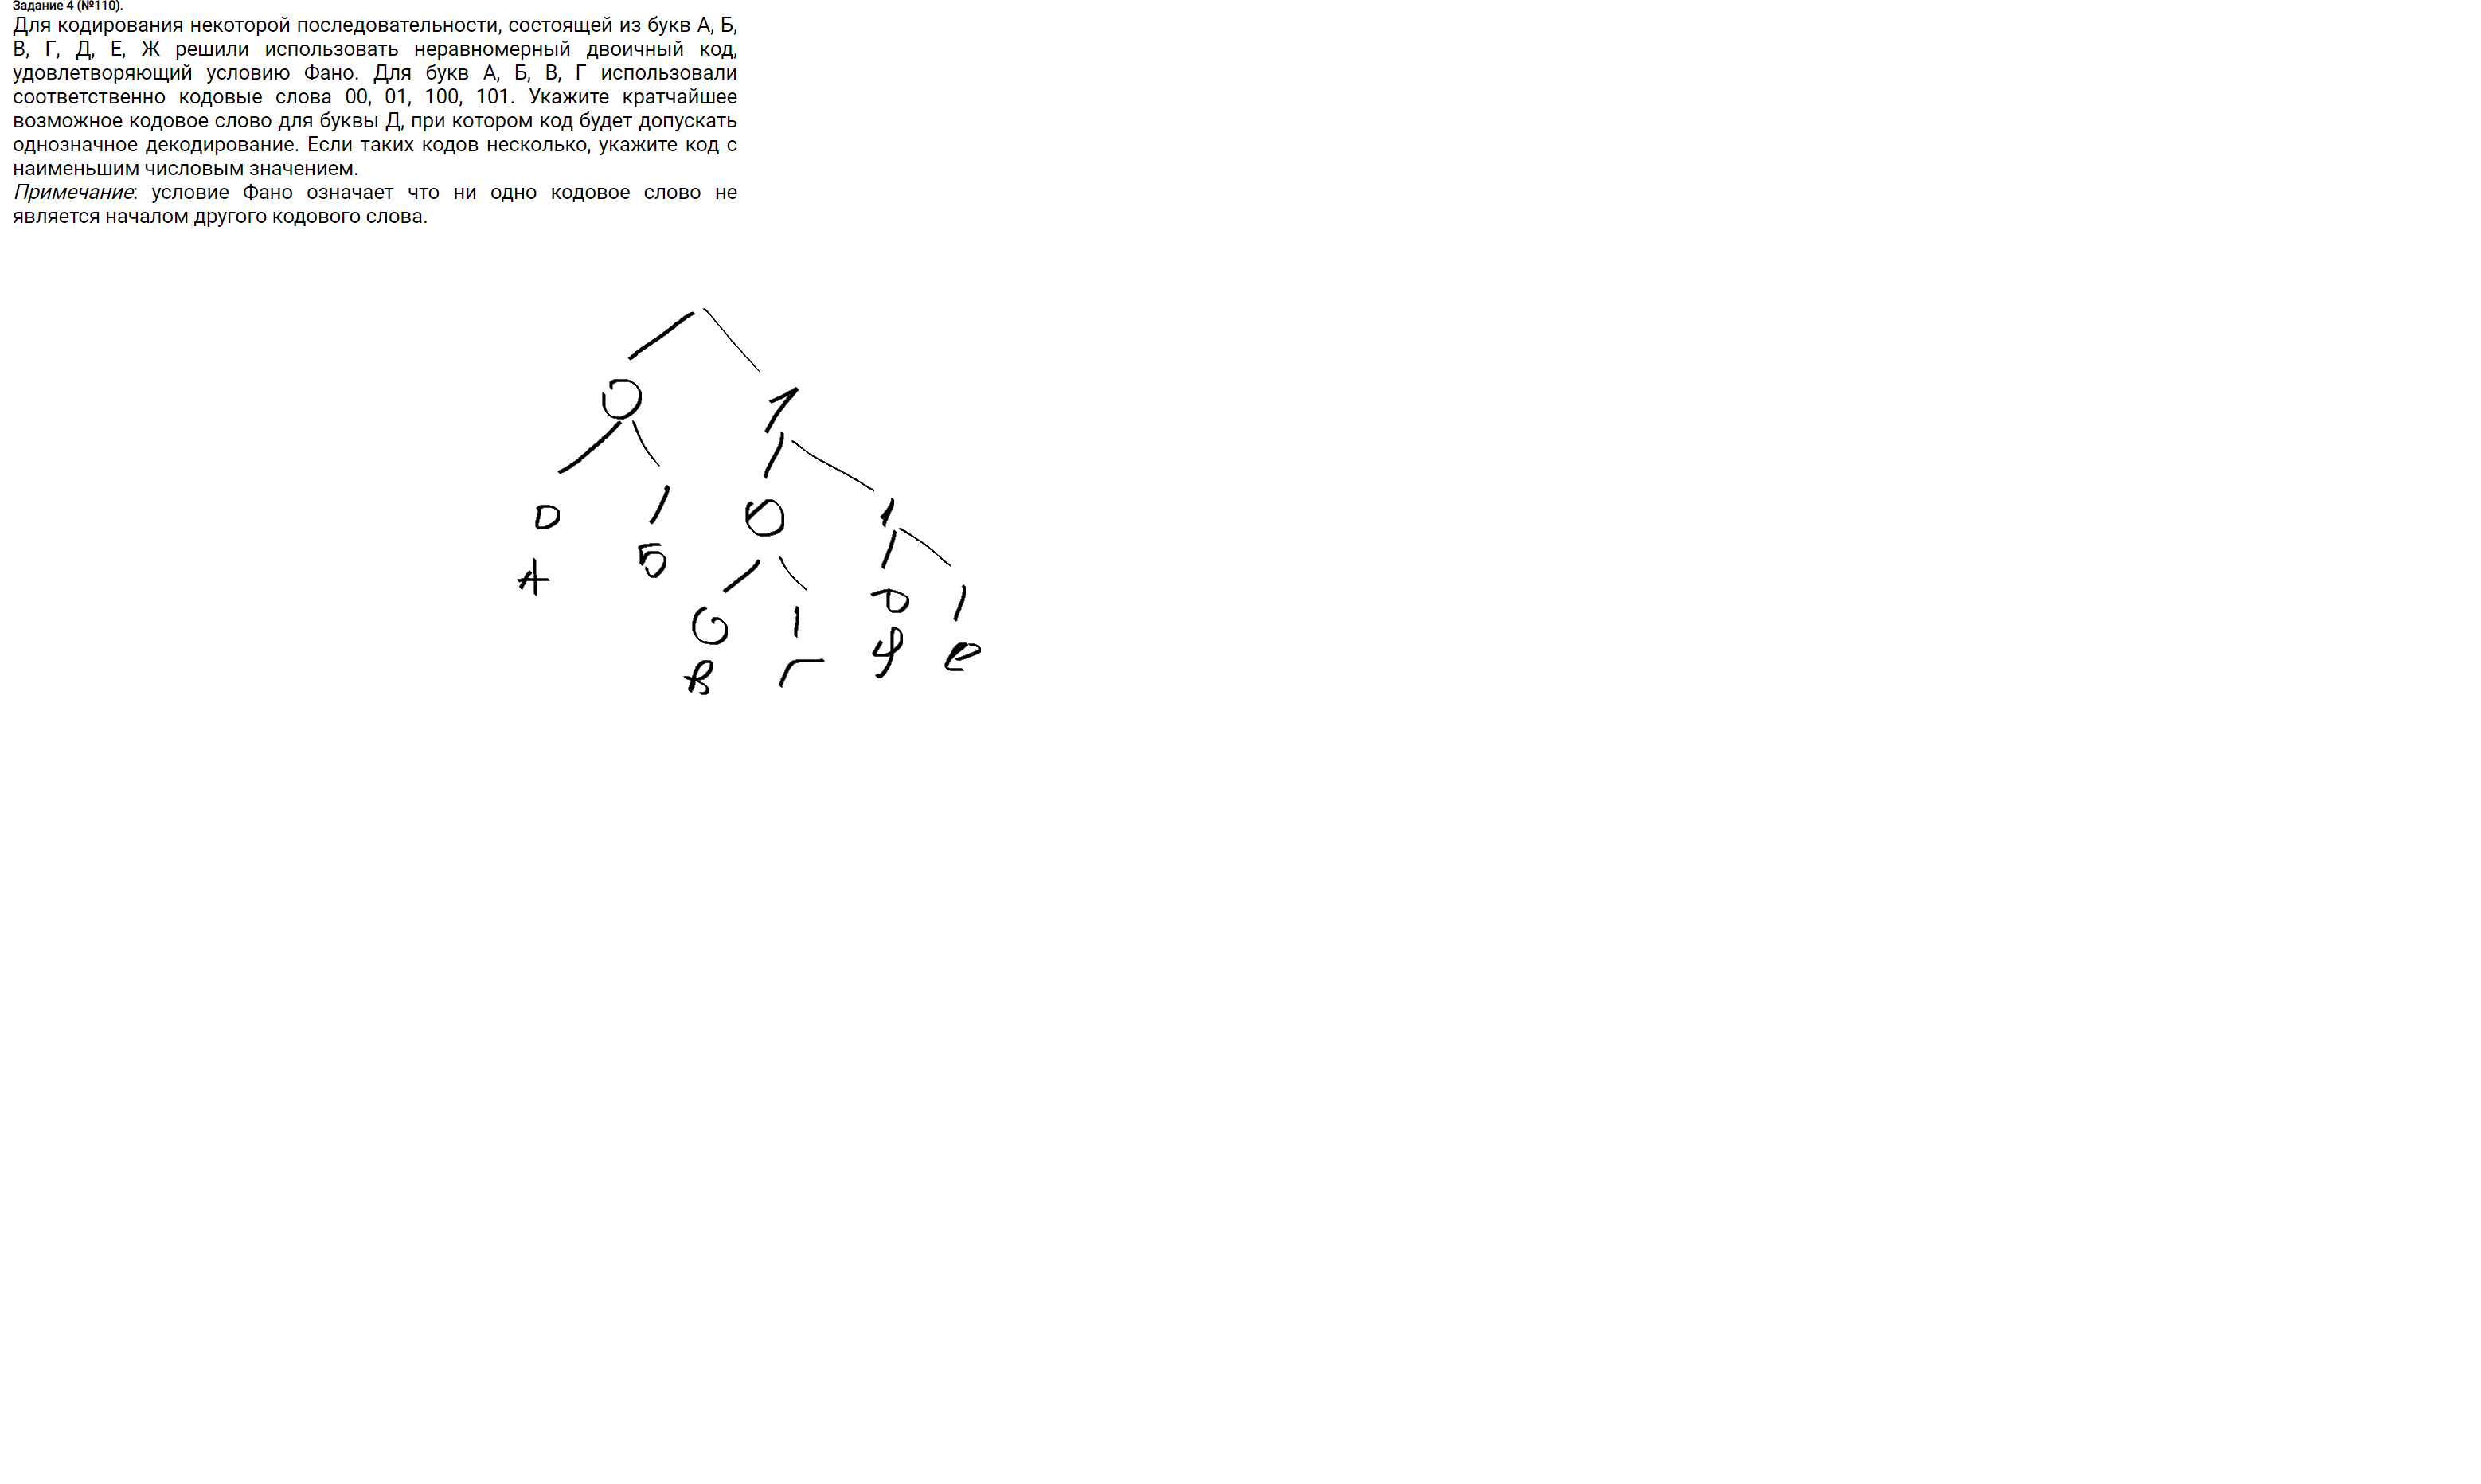 Задание 4 (№110).
Для кодирования некоторой последовательности, состоящей из букв А, Б,
В, Г, Д, Е, Ж решили использовать неравномерный двоичный код,
удовлетворяющий условию Фано. Для букв А, Б, В, Г использовали
соответственно кодовые слова 00, 01, 100, 101. Укажите кратчайшее
возможное кодовое слово для буквы Д, при котором код будет допускать
однозначное декодирование. Если таких кодов несколько, укажите код с
наименьшим числовым значением.
Примечание: условие Фано означает что ни одно кодовое слово не
является началом другого кодового слова.
0 1
0 1 0 1
А Б
0 1 0 1
В Г е